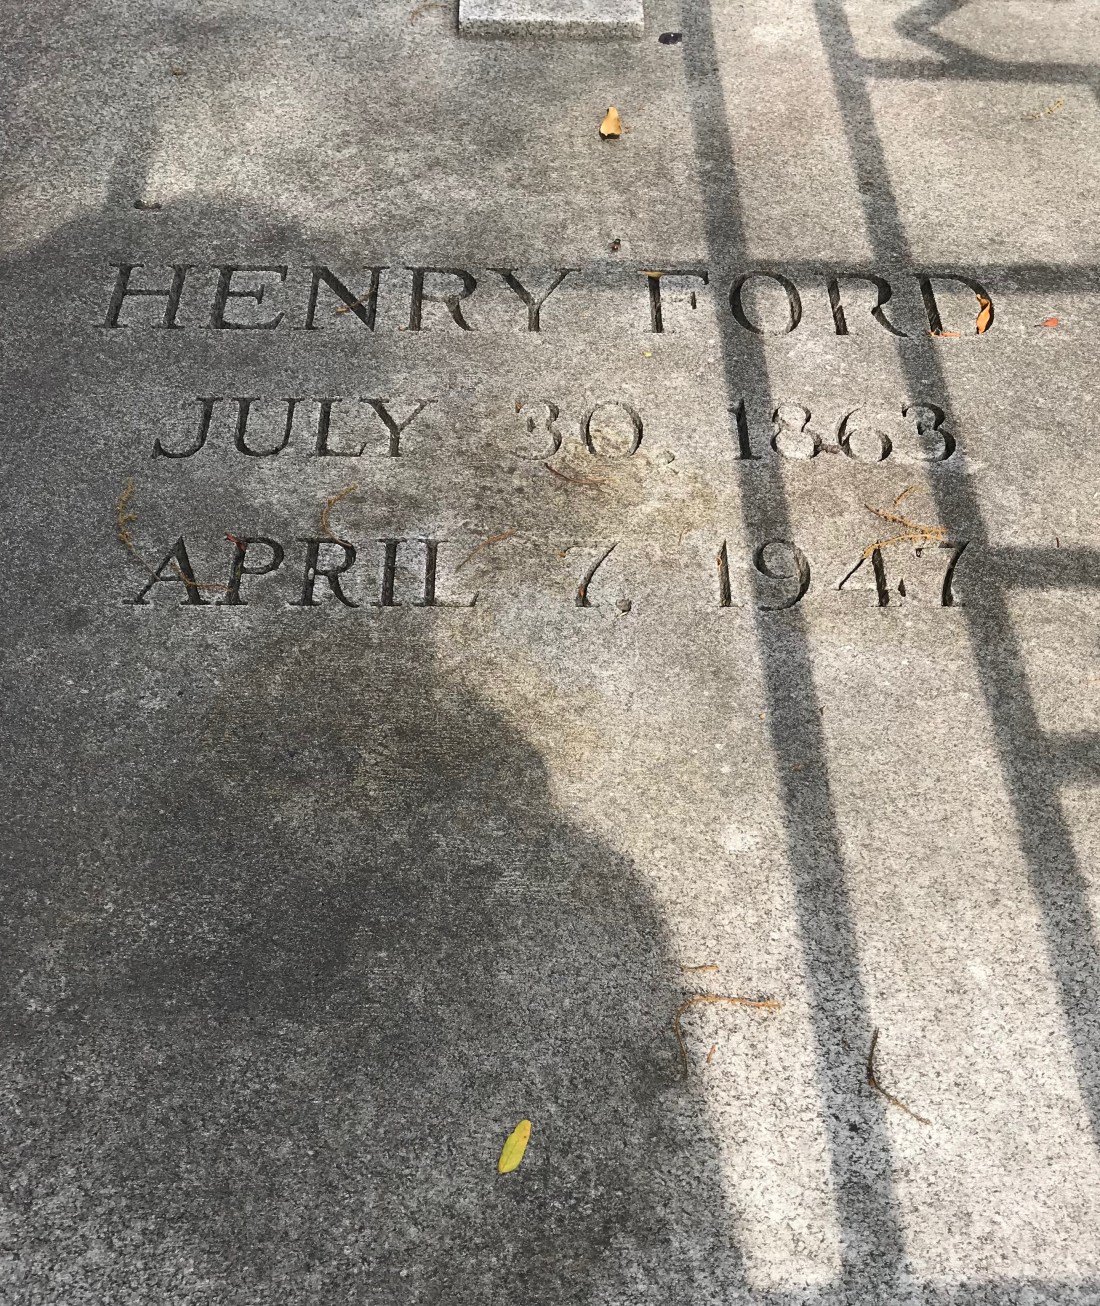 HENRY FORD
JULY 30, 1863
APRIL 7, 1947